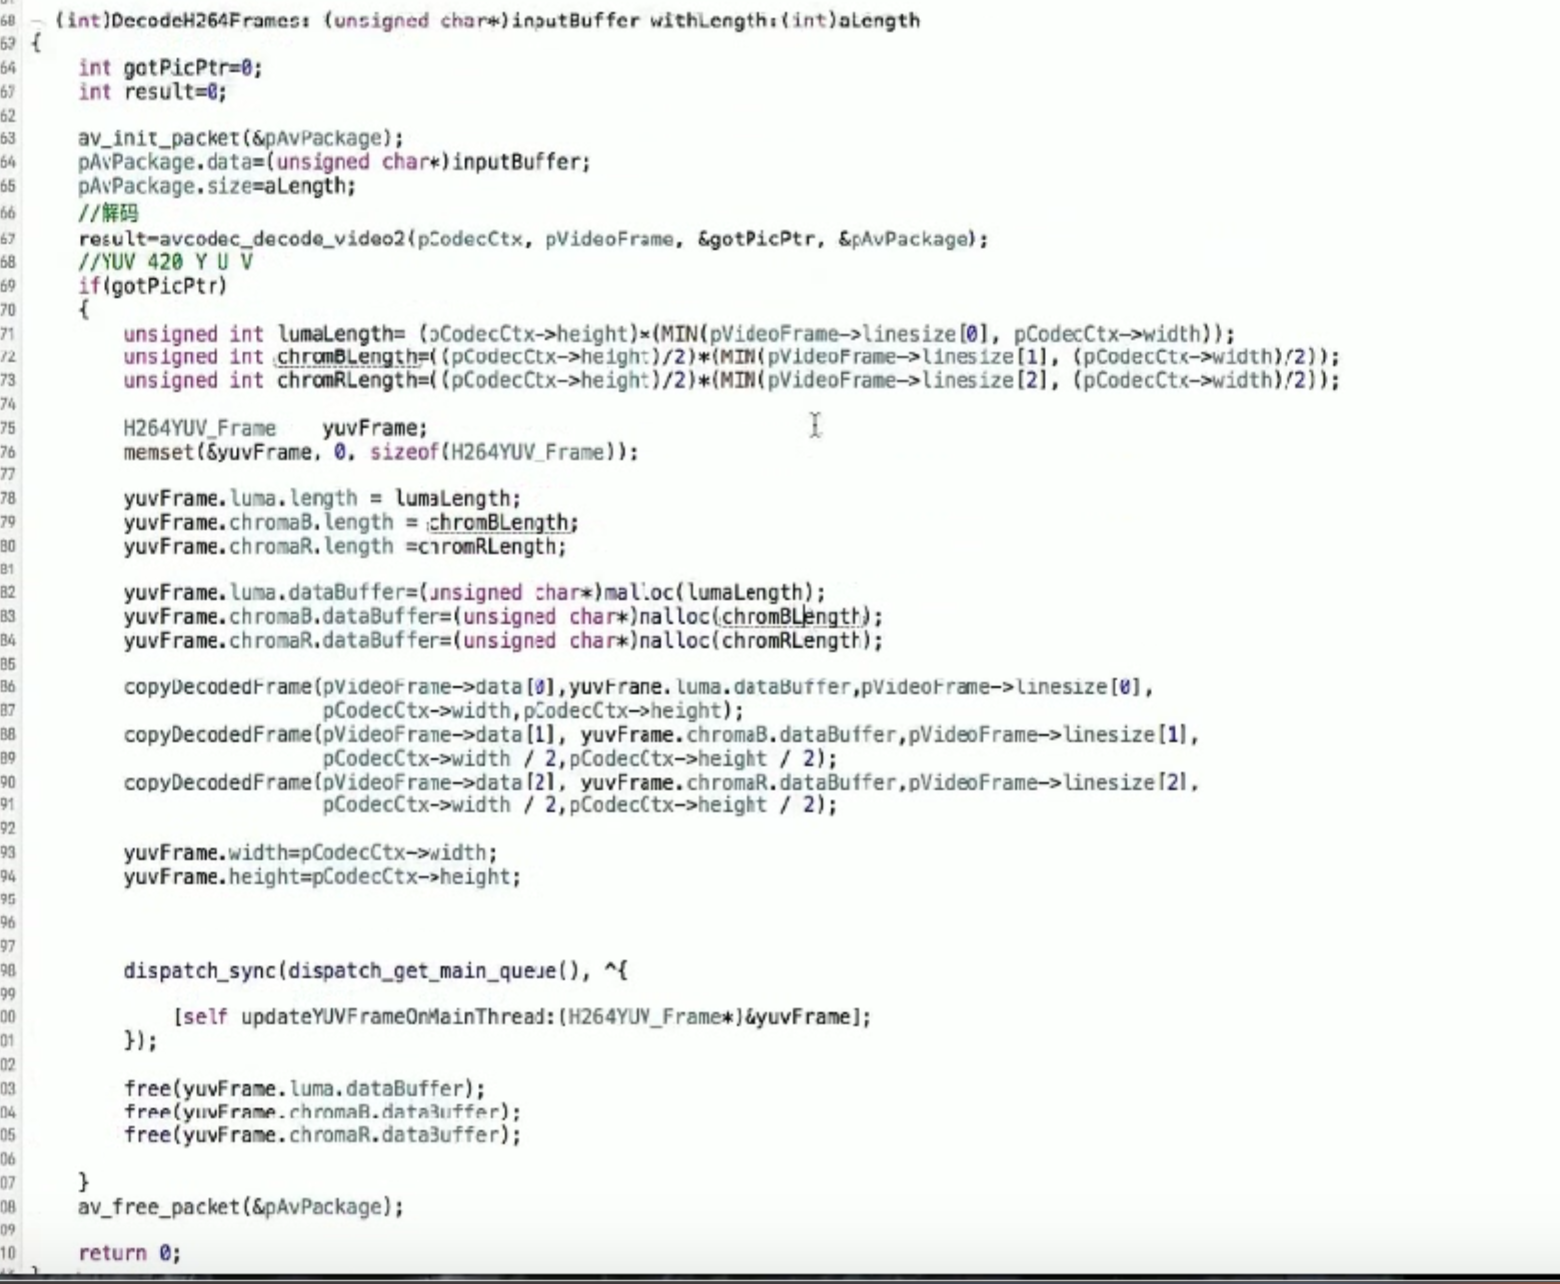 60 - (int)DecodeH264Frames: (unsigned char*)inputBuffer withLength:(int)aLength
{
64 int gotPicPtr=0;
67 int result=0;
62
63 av_init_packet(&pAvPackage);
64 pAvPackage.data=(unsigned char*)inputBuffer;
65 pAvPackage.size=aLength;
66 //解码
67 result=avcodec_decode_video2(pCodecCtx, pVideoFrame, &gotPicPtr, &pAvPackage);
68 //YUV 420 Y U V
69 if(gotPicPtr)
70 {
71 unsigned int lumaLength= (pCodecCtx->height)*(MIN(pVideoFrame->linesize[0], pCodecCtx->width));
72 unsigned int chromBLength=((pCodecCtx->height)/2)*(MIN(pVideoFrame->linesize[1], (pCodecCtx->width)/2));
73 unsigned int chromRLength=((pCodecCtx->height)/2)*(MIN(pVideoFrame->linesize[2], (pCodecCtx->width)/2));
74
75 H264YUV_Frame yuvFrame;
76 memset(&yuvFrame, 0, sizeof(H264YUV_Frame));
77
78 yuvFrame.luma.length = lumaLength;
79 yuvFrame.chromaB.length = chromBLength;
80 yuvFrame.chromaR.length =chromRLength;
81
82 yuvFrame.luma.dataBuffer=(unsigned char*)malloc(lumaLength);
83 yuvFrame.chromaB.dataBuffer=(unsigned char*)malloc(chromBLength);
84 yuvFrame.chromaR.dataBuffer=(unsigned char*)malloc(chromRLength);
85
86 copyDecodedFrame(pVideoFrame->data[0],yuvFrame.luma.dataBuffer,pVideoFrame->linesize[0],
87 pCodecCtx->width,pCodecCtx->height);
88 copyDecodedFrame(pVideoFrame->data[1], yuvFrame.chromaB.dataBuffer,pVideoFrame->linesize[1],
89 pCodecCtx->width / 2,pCodecCtx->height / 2);
90 copyDecodedFrame(pVideoFrame->data[2], yuvFrame.chromaR.dataBuffer,pVideoFrame->linesize[2],
91 pCodecCtx->width / 2,pCodecCtx->height / 2);
92
93 yuvFrame.width=pCodecCtx->width;
94 yuvFrame.height=pCodecCtx->height;
95
96
97
98 dispatch_sync(dispatch_get_main_queue(), ^{
99
00 [self updateYUVFrameOnMainThread:(H264YUV_Frame*)&yuvFrame];
01 });
02
03 free(yuvFrame.luma.dataBuffer);
04 free(yuvFrame.chromaB.dataBuffer);
05 free(yuvFrame.chromaR.dataBuffer);
06
07 }
08 av_free_packet(&pAvPackage);
09
10 return 0;